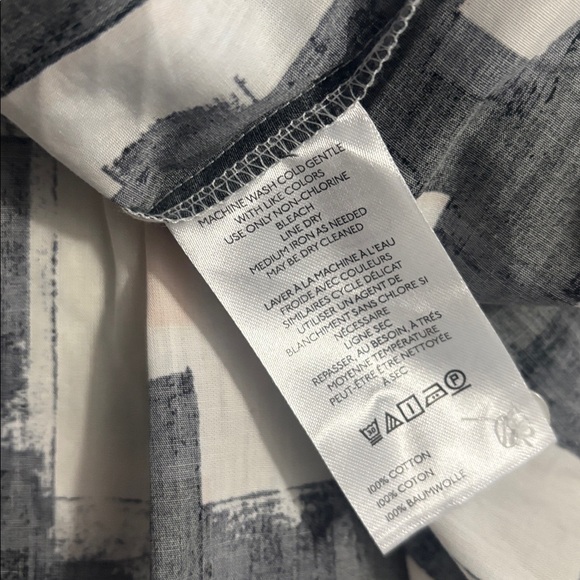 MACHINE WASH COLD GENTLE
WITH LIKE COLORS
USE ONLY NON-CHLORINE
BLEACH
LINE DRY
MEDIUM IRON AS NEEDED
MAY BE DRY CLEANED
LAVER A LA MACHINE À L'EAU
FROIDE AVEC COULEURS
SIMILAIRES CYCLE DÉLICAT
UTILISER UN AGENT DE
BLANCHIMENT SANS CHLORE SI
NÉCESSAIRE
LIGNE SEC
REPASSER, AU BESOIN, À TRÉS
MOYENNE TEMPÉRATURE
PEUT-ÊTRE ÊTRE NETTOYÉE
À SEC
30 P
100% COTTON
100% COTON
100% BAUMWOLLE